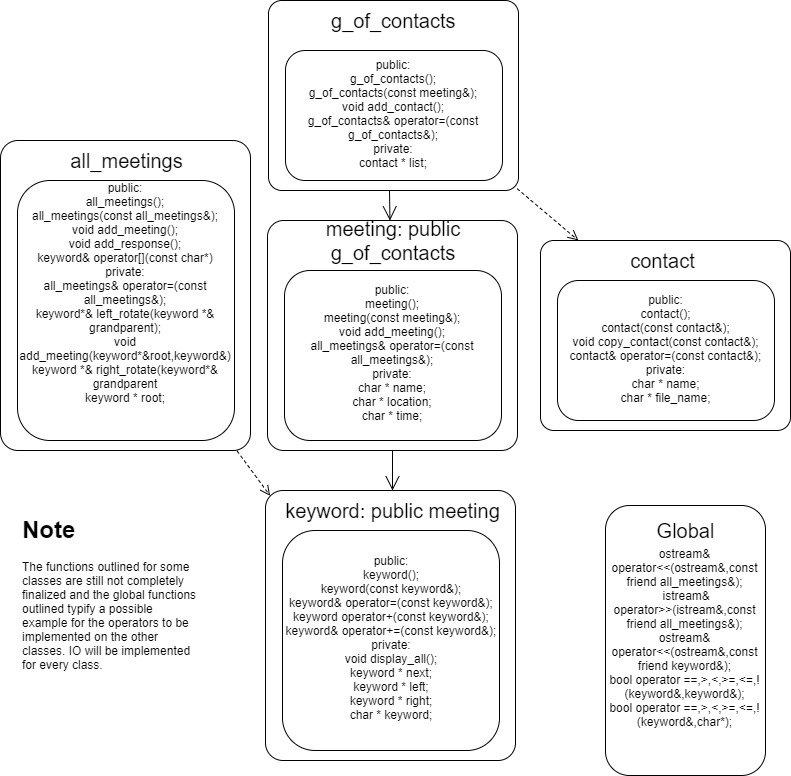 g_of_contacts
public:
g_of_contacts();
g_of_contacts(const meeting&);
void add_contact();
g_of_contacts& operator=(const
g_of_contacts&);
private:
contact * list;
all_meetings
public:
all_meetings();
all_meetings(const all_meetings&);
void add_meeting();
void add_response();
keyword& operator[](const char*)
private:
all_meetings& operator=(const
all_meetings&);
keyword*& left_rotate(keyword *&
grandparent);
void
add_meeting(keyword*&root,keyword&)
keyword *& right_rotate(keyword*&
grandparent
keyword * root;
meeting: public
g_of_contacts
public:
meeting();
meeting(const meeting&);
void add_meeting();
all_meetings& operator=(const
all_meetings&);
private:
char * name;
char * location;
char * time;
contact
public:
contact();
contact(const contact&);
void copy_contact(const contact&);
contact& operator=(const contact&);
private:
char * name;
char * file_name;
keyword: public meeting
public:
keyword();
keyword(const keyword&);
keyword& operator=(const keyword&);
keyword operator+(const keyword&);
keyword& operator+=(const keyword&);
private:
void display_all();
keyword * next;
keyword * left;
keyword * right;
char * keyword;
Note
The functions outlined for some
classes are still not completely
finalized and the global functions
outlined typify a possible
example for the operators to be
implemented on the other
classes. IO will be implemented
for every class.
Global
ostream&
operator<<(ostream&,const
friend all_meetings&);
istream&
operator>>(istream&,const
friend all_meetings&);
ostream&
operator<<(ostream&,const
friend keyword&);
bool operator ==,>,<,>=,<=,!
(keyword&,keyword&);
bool operator ==,>,<,>=,<=,!
(keyword&,char*);